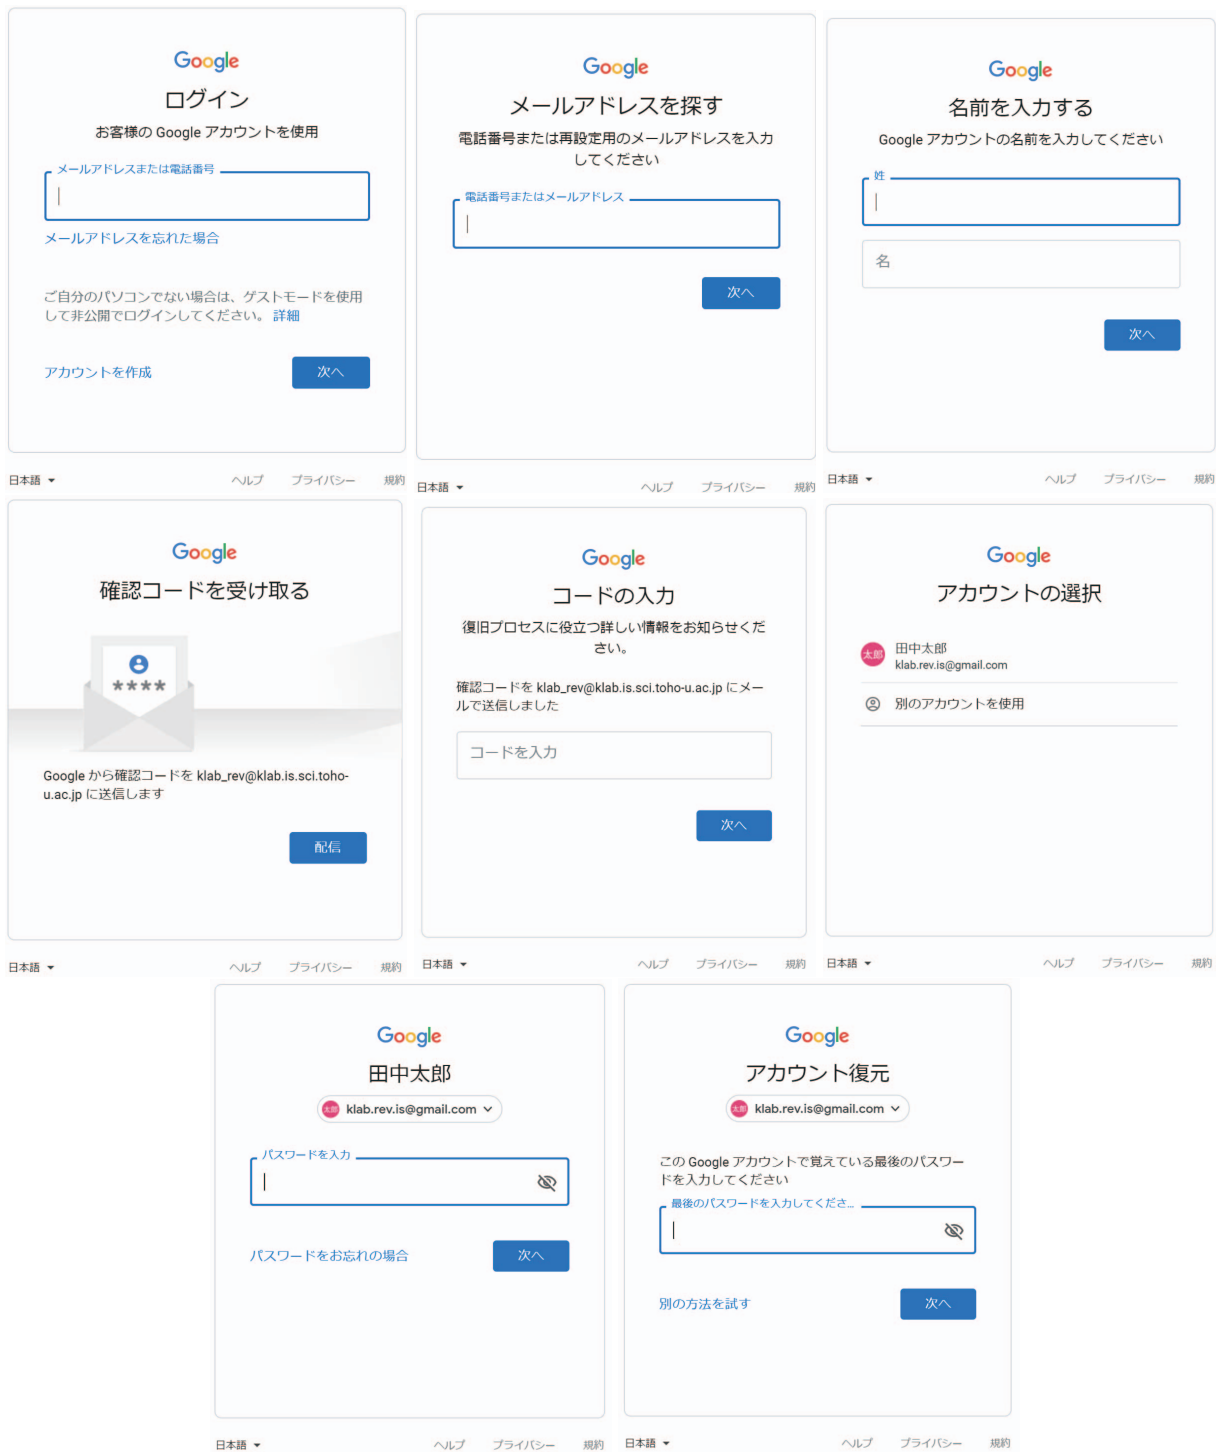 Google
ログイン
お客様の Google アカウントを使用
メールアドレスまたは電話番号
メールアドレスを忘れた場合
ご自分のパソコンでない場合は、ゲストモードを使用
して非公開でログインしてください。 詳細
アカウントを作成
次へ
日本語
ヘルプ プライバシー 規約
Google
メールアドレスを探す
電話番号または再設定用のメールアドレスを入力
してください
電話番号またはメールアドレス
次へ
日本語
ヘルプ プライバシー 規約
Google
名前を入力する
Google アカウントの名前を入力してください
姓
名
次へ
日本語
ヘルプ プライバシー 規約
Google
確認コードを受け取る
****
Google から確認コードを klab_rev@klab.is.sci.toho-
u.ac.jp に送信します
配信
日本語
ヘルプ プライバシー 規約
Google
コードの入力
復旧プロセスに役立つ詳しい情報をお知らせくだ
さい。
確認コードを klab_rev@klab.is.sci.toho-u.ac.jp にメー
ルで送信しました
コードを入力
次へ
日本語
ヘルプ プライバシー 規約
Google
アカウントの選択
太郎
田中太郎
klab.rev.is@gmail.com
別のアカウントを使用
日本語
ヘルプ プライバシー 規約
Google
田中太郎
太郎 klab.rev.is@gmail.com
パスワードを入力
パスワードをお忘れの場合
次へ
日本語
ヘルプ プライバシー 規約
Google
アカウント復元
太郎 klab.rev.is@gmail.com
この Google アカウントで覚えている最後のパスワー
ドを入力してください
最後のパスワードを入力してくださ...
別の方法を試す
次へ
日本語
ヘルプ プライバシー 規約